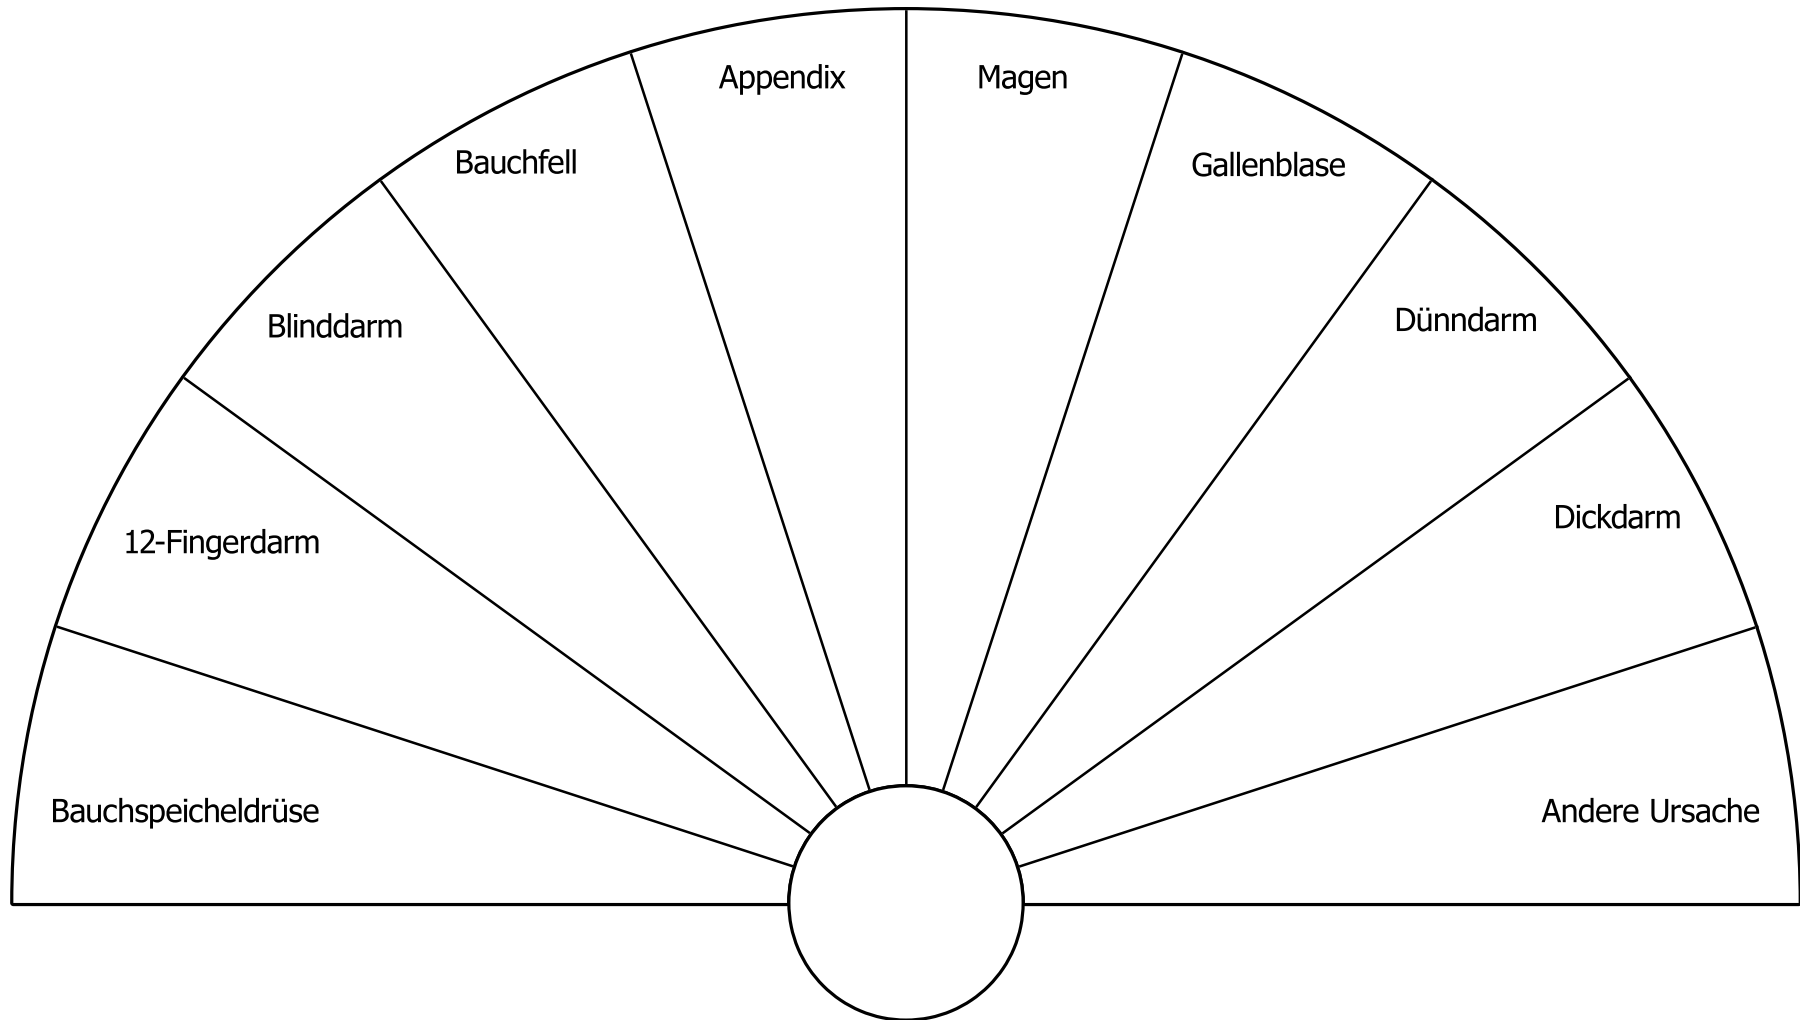 Appendix
Magen
Bauchfell
Gallenblase
Blinddarm
Dünndarm
12-Fingerdarm
Dickdarm
Bauchspeicheldrüse
Andere Ursache